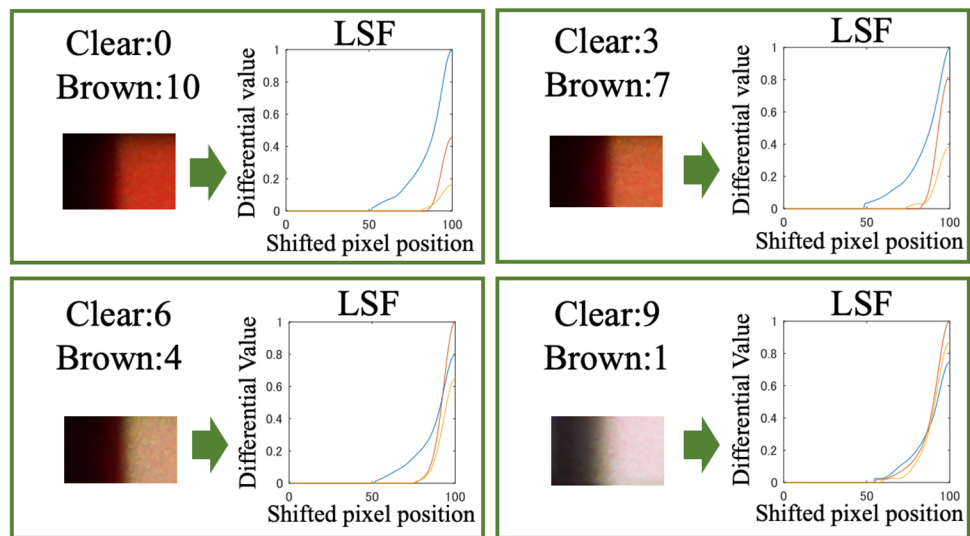 Clear:0
Brown:10
LSF
Differential value
1
0.8
0.6
0.4
0.2
0
0 50 100
Shifted pixel position
Clear:3
Brown:7
LSF
Differential value
1
0.8
0.6
0.4
0.2
0
0 50 100
Shifted pixel position
Clear:6
Brown:4
LSF
Differential Value
1
0.8
0.6
0.4
0.2
0
0 50 100
Shifted pixel position
Clear:9
Brown:1
LSF
Differential Value
1
0.8
0.6
0.4
0.2
0
0 50 100
Shifted pixel position